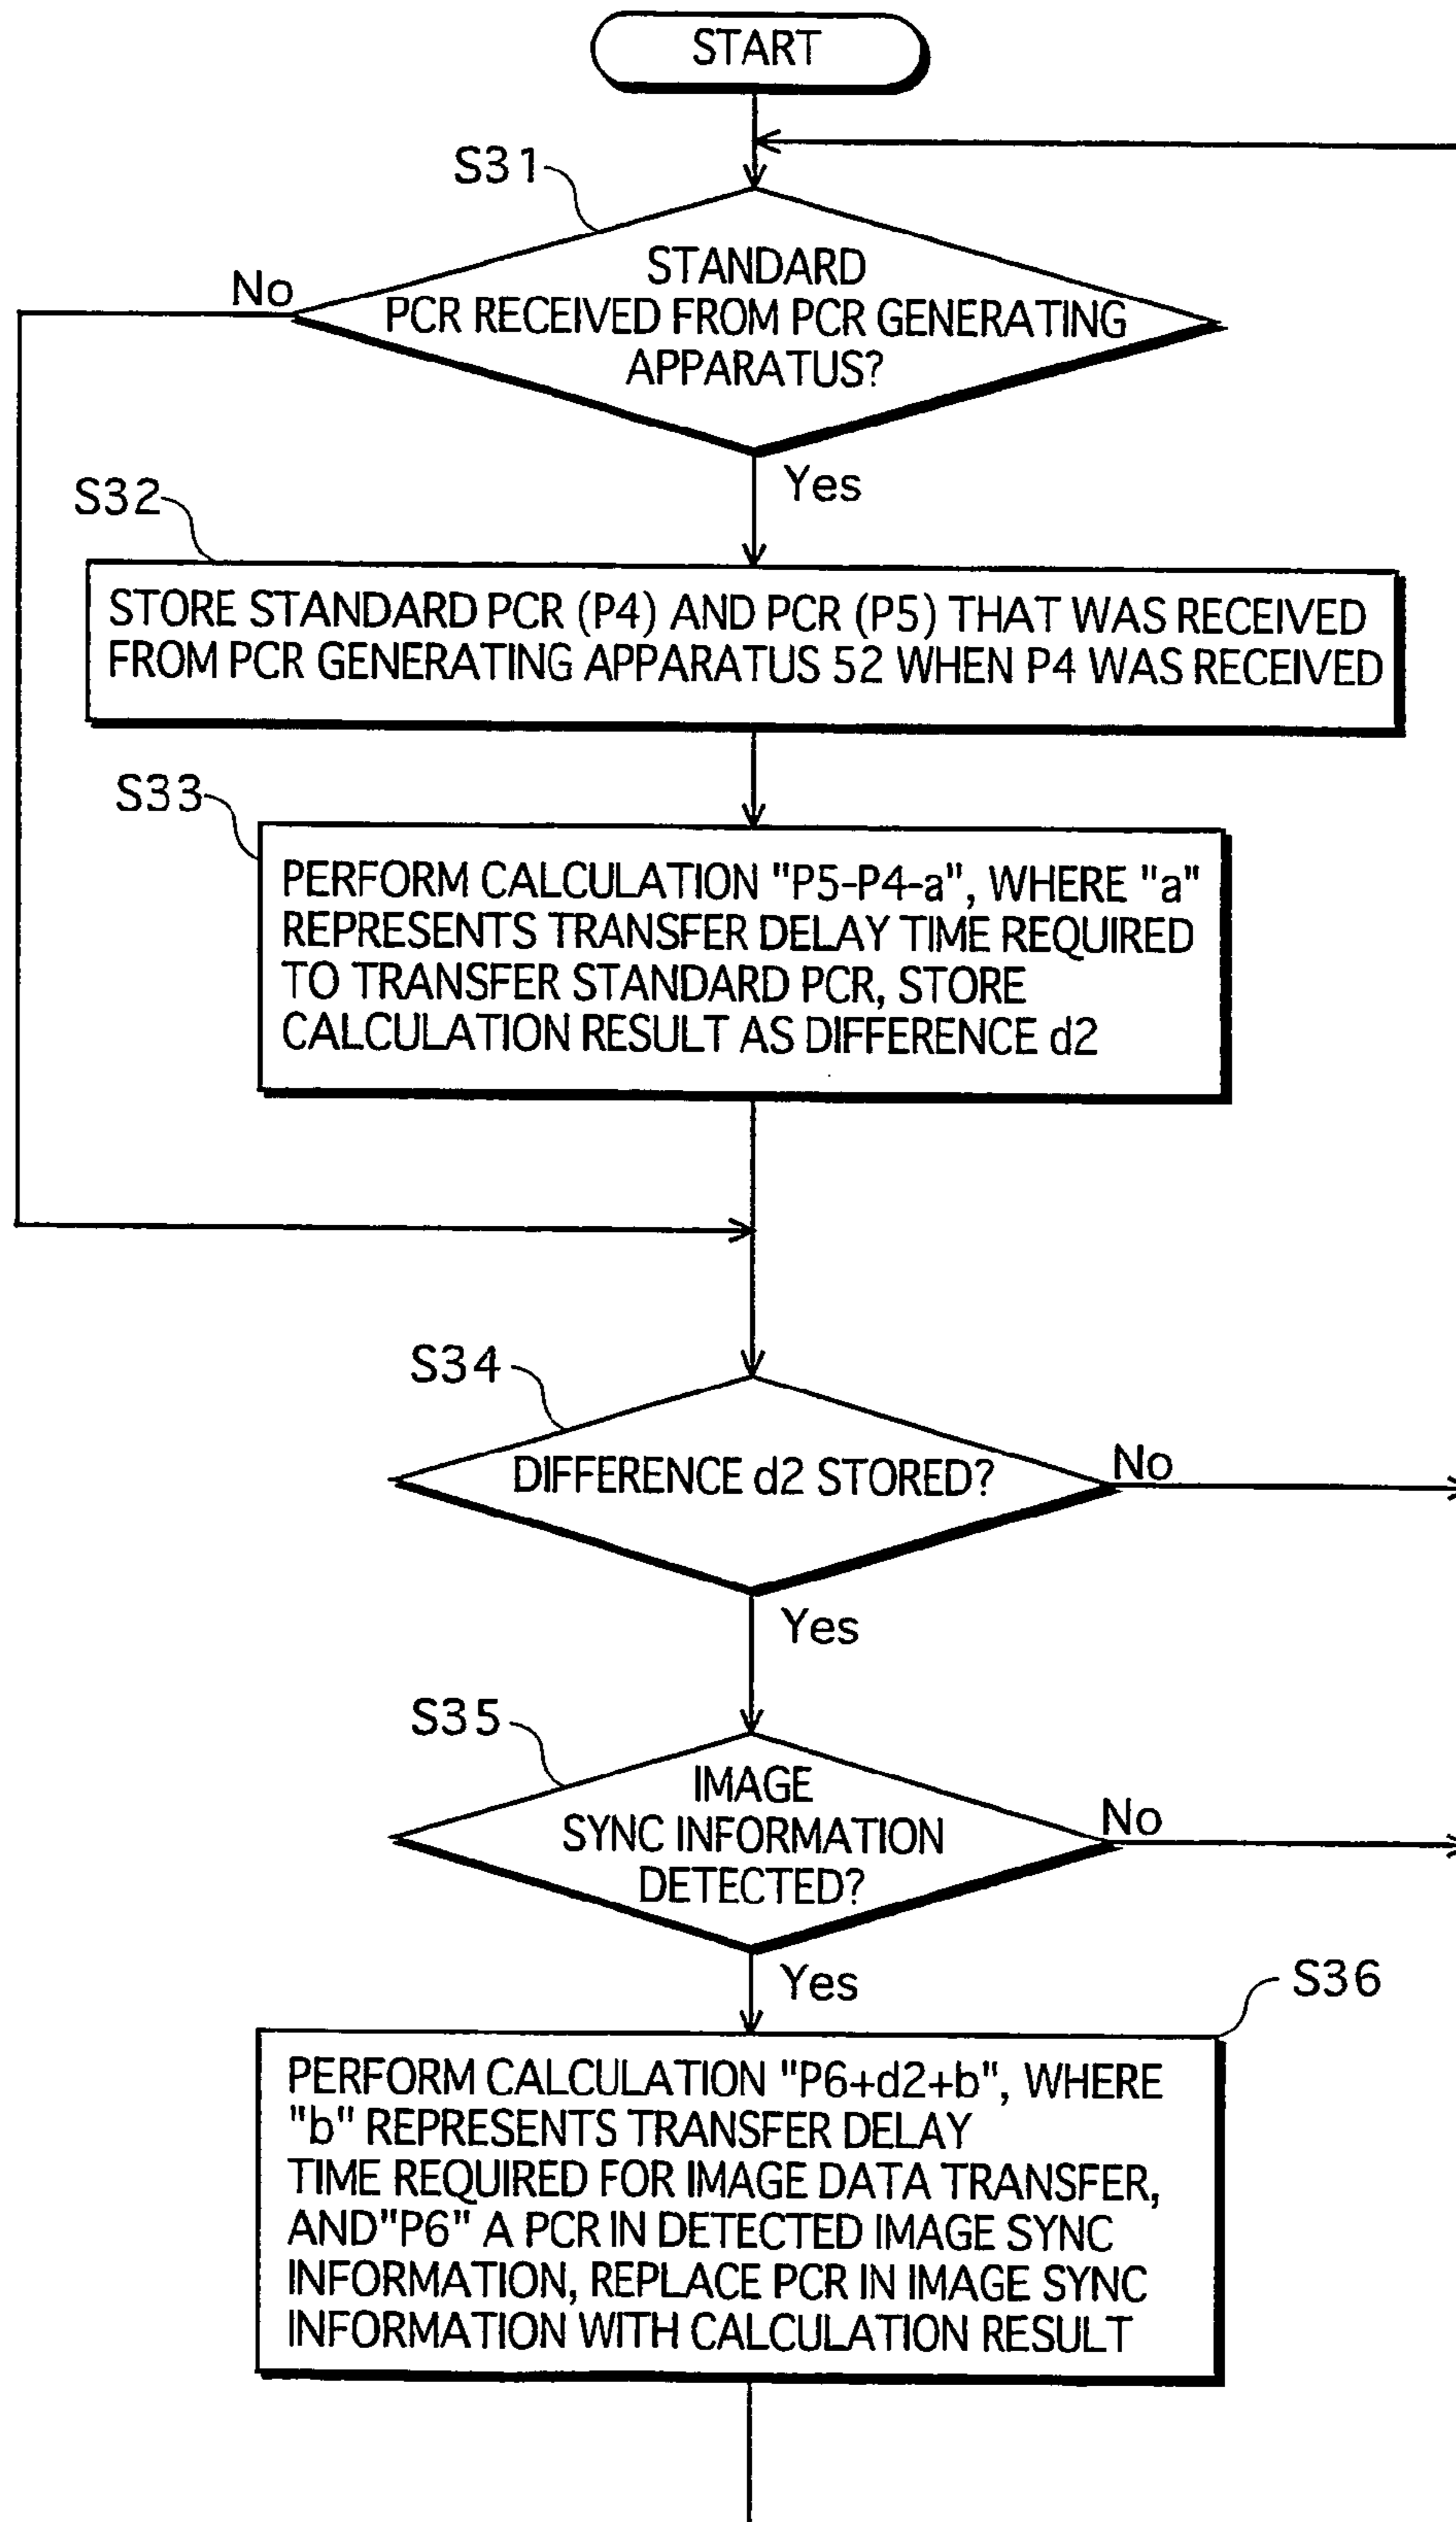 START
S31
STANDARD
No
PCR RECEIVED FROM PCR GENERATING
APPARATUS?
Yes
S32
STORE STANDARD PCR (P4) AND PCR (P5) THAT WAS RECEIVED
FROM PCR GENERATING APPARATUS 52 WHEN P4 WAS RECEIVED
S33
PERFORM CALCULATION "P5-P4-a", WHERE "a"
REPRESENTS TRANSFER DELAY TIME REQUIRED
TO TRANSFER STANDARD PCR, STORE
CALCULATION RESULT AS DIFFERENCE d2
S34
DIFFERENCE d2 STORED?
No
Yes
S35
IMAGE
SYNC INFORMATION
DETECTED?
No
Yes
S36
PERFORM CALCULATION "P6+d2+b", WHERE
"b" REPRESENTS TRANSFER DELAY
TIME REQUIRED FOR IMAGE DATA TRANSFER,
AND"P6" A PCR IN DETECTED IMAGE SYNC
INFORMATION, REPLACE PCR IN IMAGE SYNC
INFORMATION WITH CALCULATION RESULT